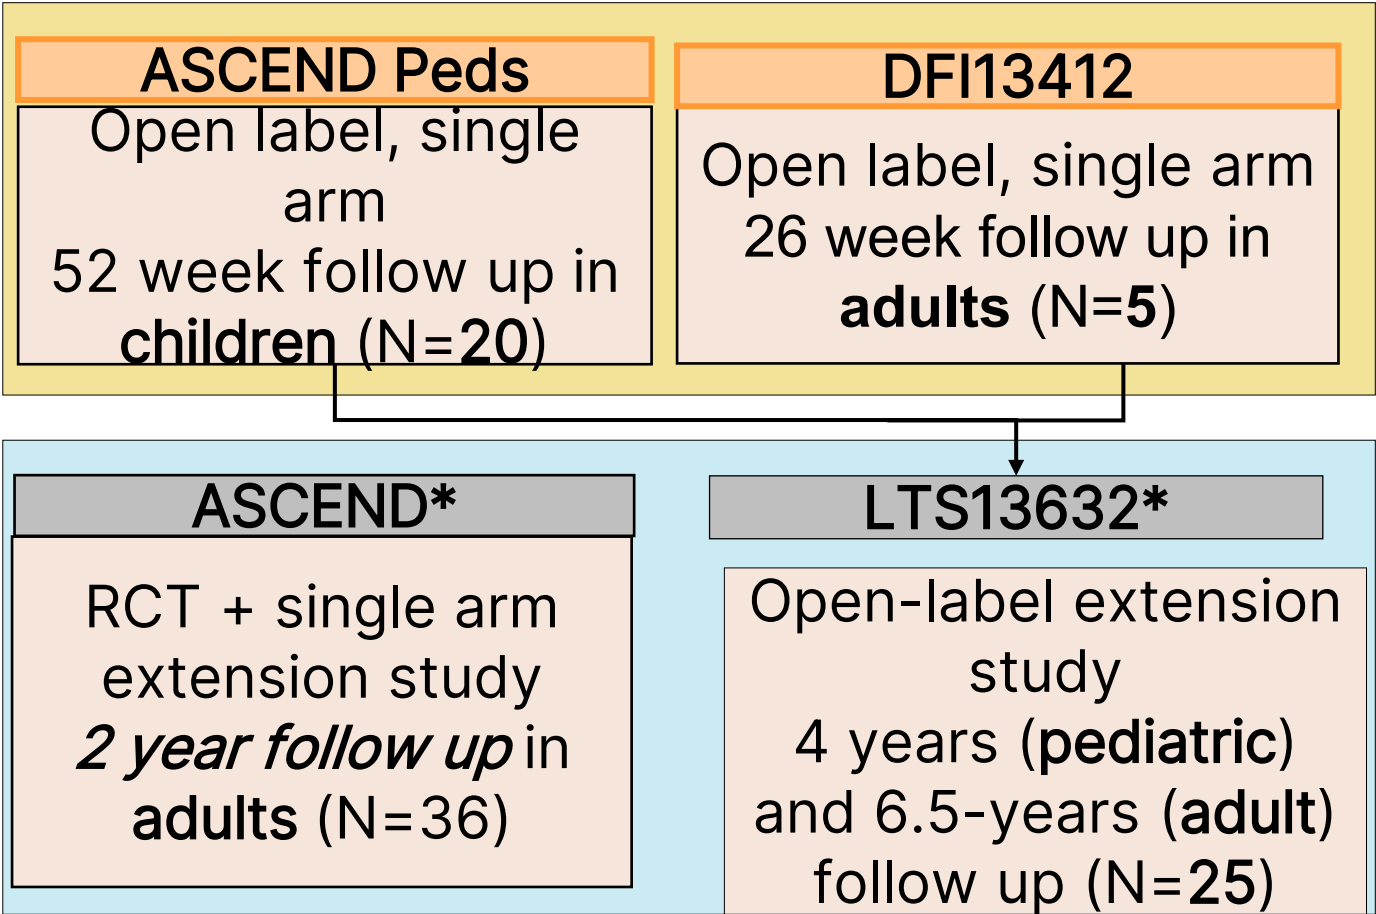 ASCEND Peds
Open label, single
arm
52 week follow up in
children (N=20)
DFI13412
Open label, single arm
26 week follow up in
adults (N=5)
ASCEND*
RCT + single arm
extension study
2 year follow up in
adults (N=36)
LTS13632*
Open-label extension
study
4 years (pediatric)
and 6.5-years (adult)
follow up (N=25)